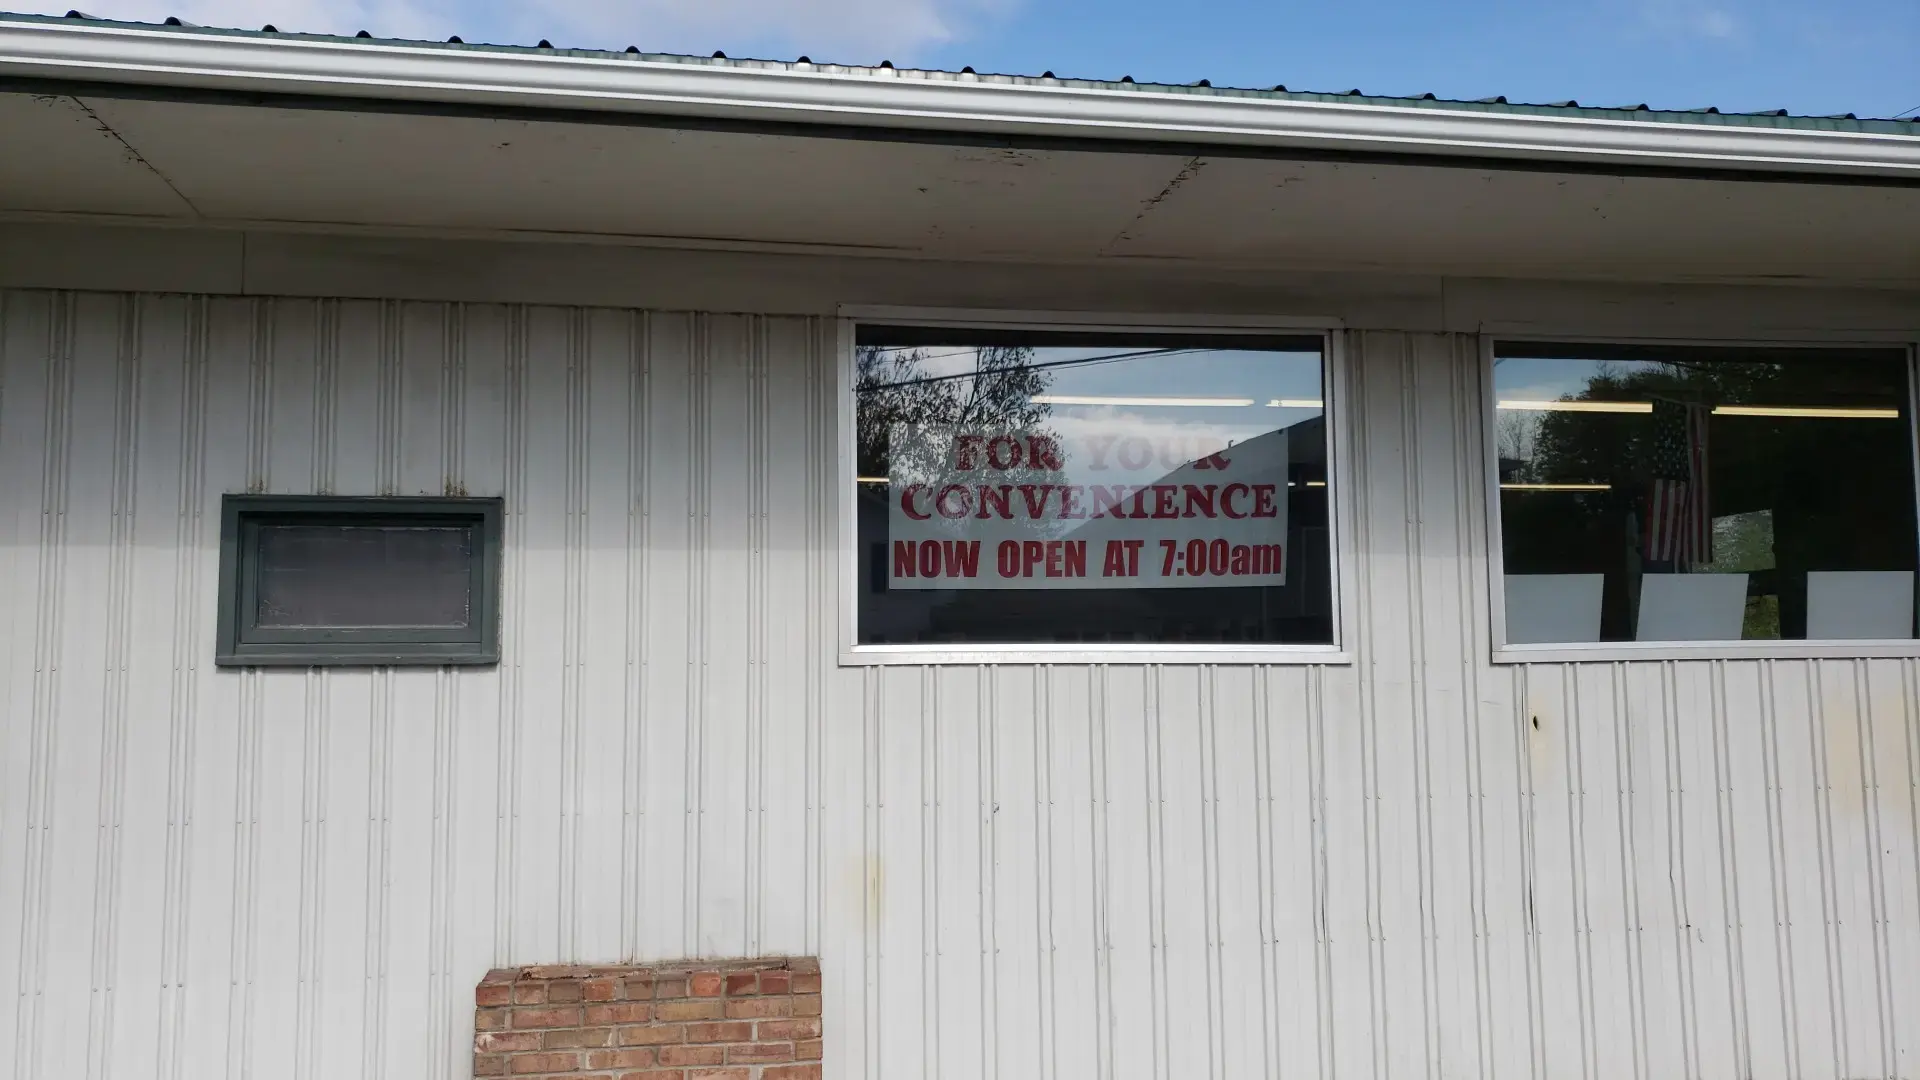 FOR YOUR
CONVENIENCE
NOW OPEN AT 7:00am